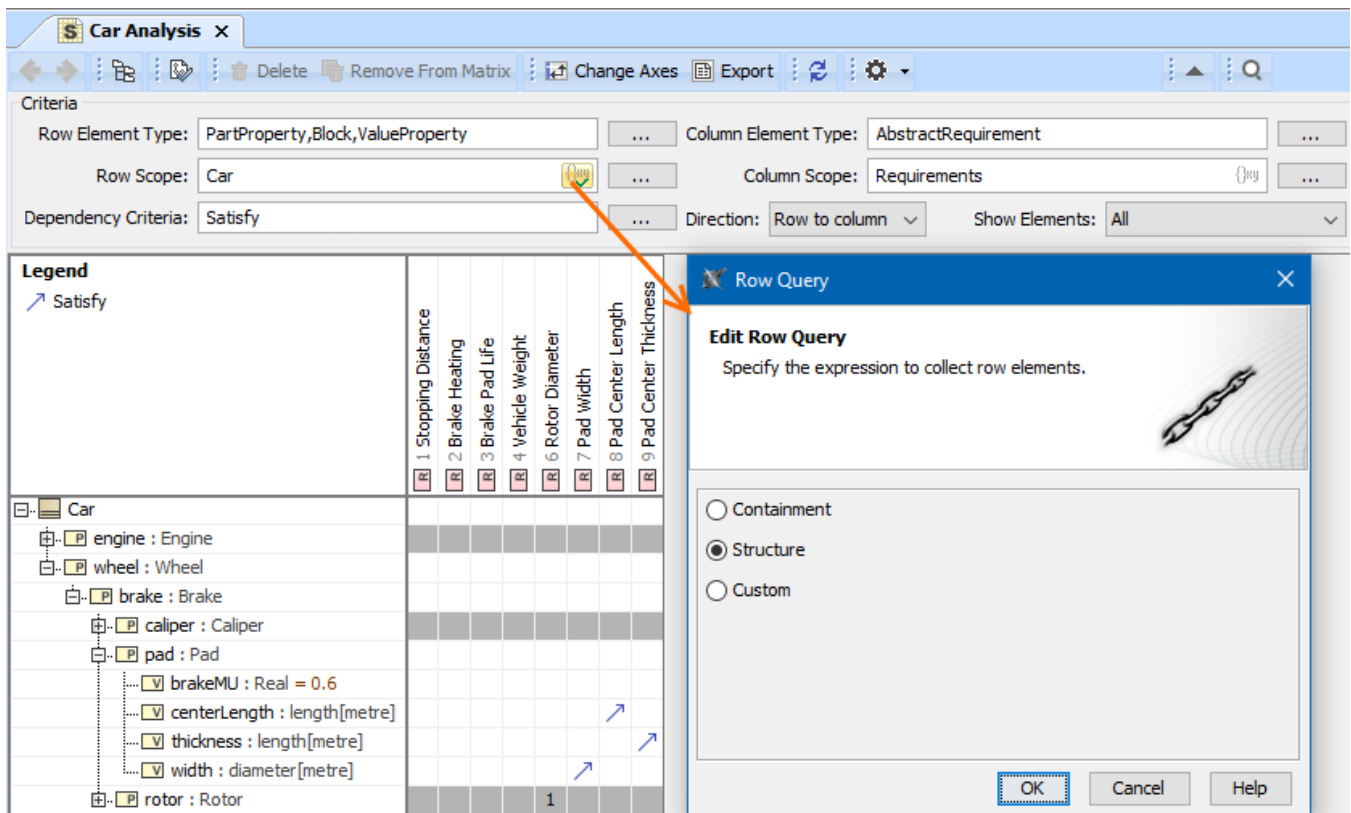 S Car Analysis X
Delete Remove From Matrix Change Axes Export
Criteria
Row Element Type: PartProperty,Block,ValueProperty ... Column Element Type: AbstractRequirement ...
Row Scope: Car {}xy ... Column Scope: Requirements {}xy ...
Dependency Criteria: Satisfy ... Direction: Row to column Show Elements: All
Legend
Satisfy
R 1 Stopping Distance
R 2 Brake Heating
R 3 Brake Pad Life
R 4 Vehicle Weight
R 6 Rotor Diameter
R 7 Pad Width
R 8 Pad Center Length
R 9 Pad Center Thickness
Car
P engine : Engine
P wheel : Wheel
P brake : Brake
P caliper : Caliper
P pad : Pad
V brakeMU : Real = 0.6
V centerLength : length[metre]
V thickness : length[metre]
V width : diameter[metre]
P rotor : Rotor 1
Row Query
Edit Row Query
Specify the expression to collect row elements.
Containment
Structure
Custom
OK Cancel Help